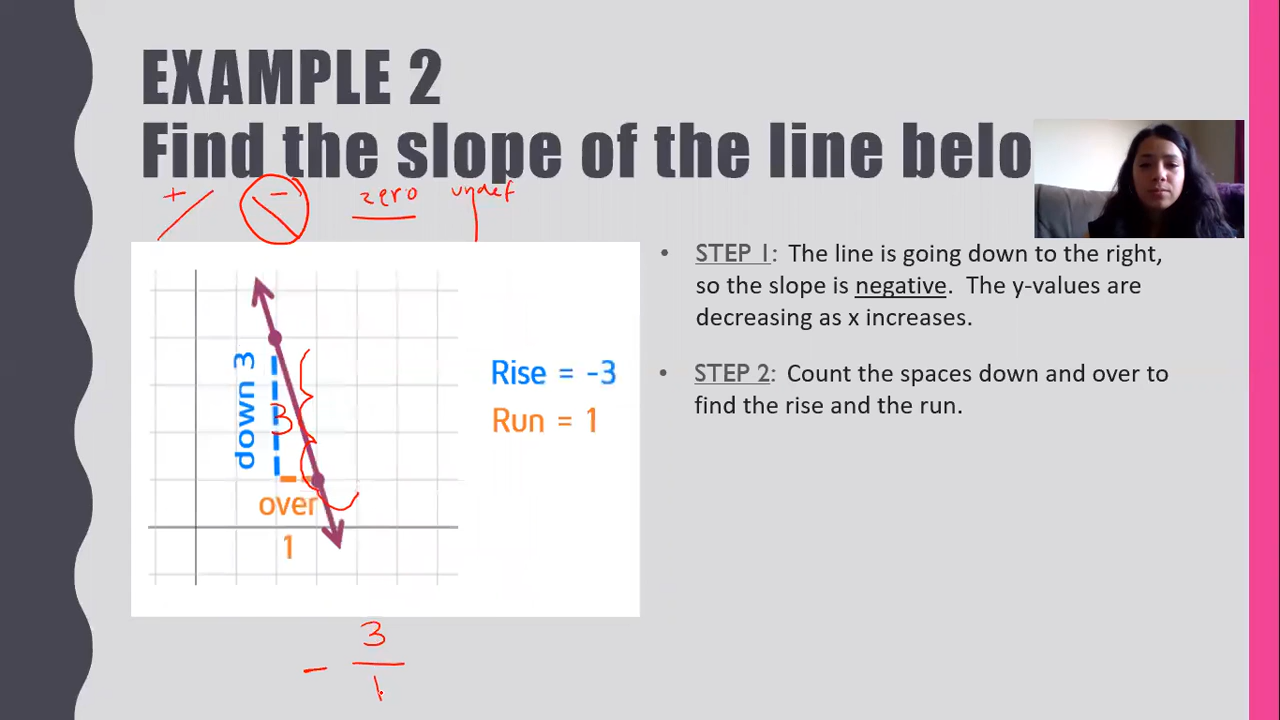 EXAMPLE 2
Find the slope of the line belo
+ - zero undef
down 3
3
over
1
Rise = -3
Run = 1
• STEP 1: The line is going down to the right,
so the slope is negative. The y-values are
decreasing as x increases.
• STEP 2: Count the spaces down and over to
find the rise and the run.
3
-
1